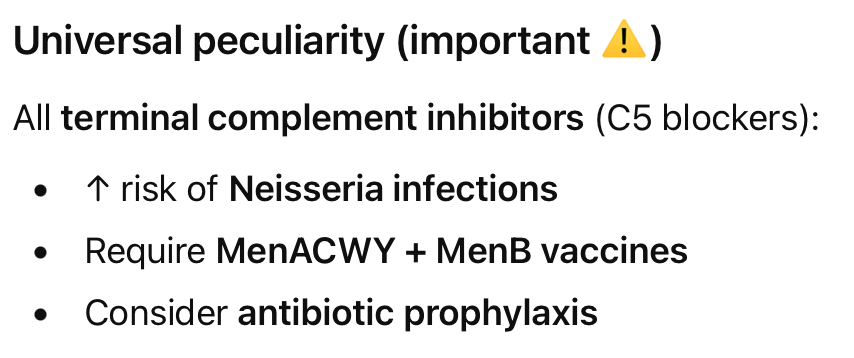 Universal peculiarity (important ⚠️)
All terminal complement inhibitors (C5 blockers):
• ↑ risk of Neisseria infections
• Require MenACWY + MenB vaccines
• Consider antibiotic prophylaxis